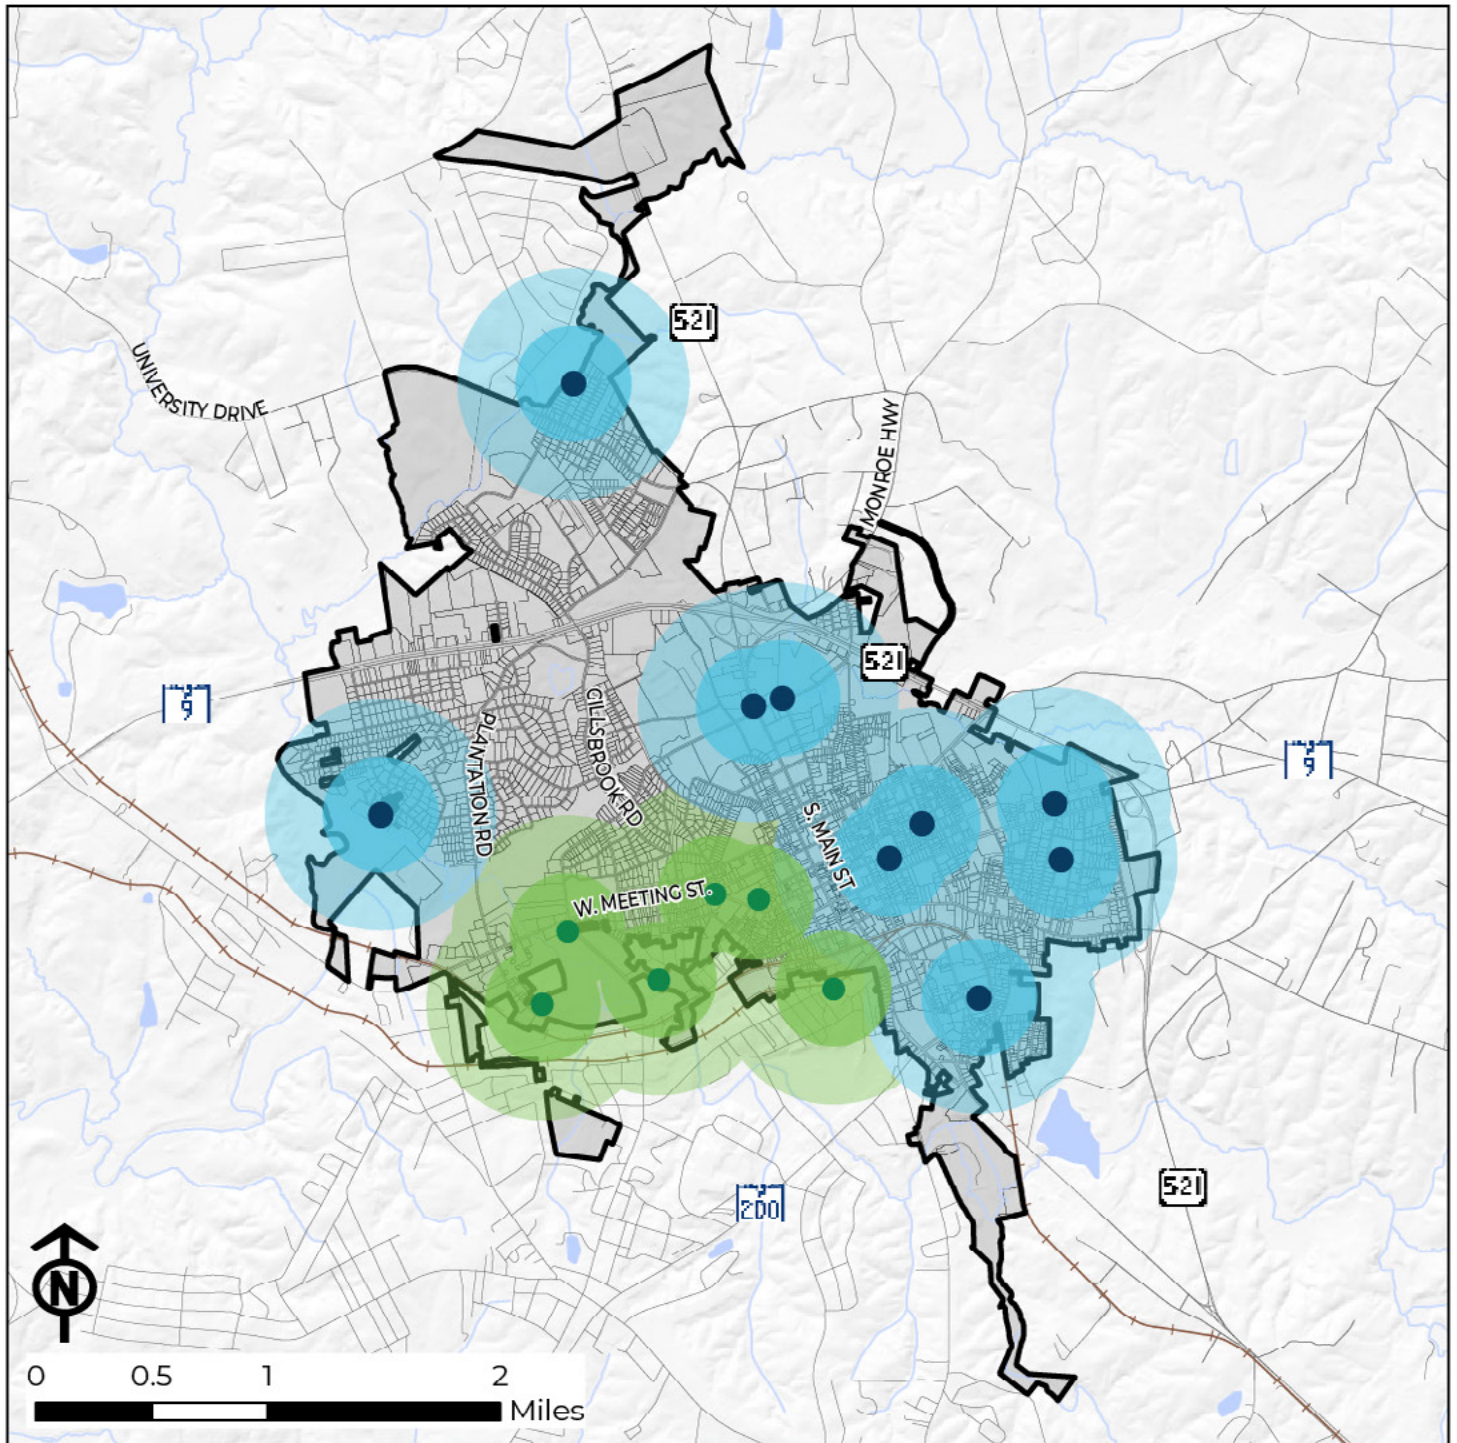 521
UNIVERSITY DRIVE
MONROE HWY
521
9
GILLSBROOK RD
PLANTATION RD
9
S. MAIN ST
W. MEETING ST.
521
200
N
0 0.5 1 2
Miles